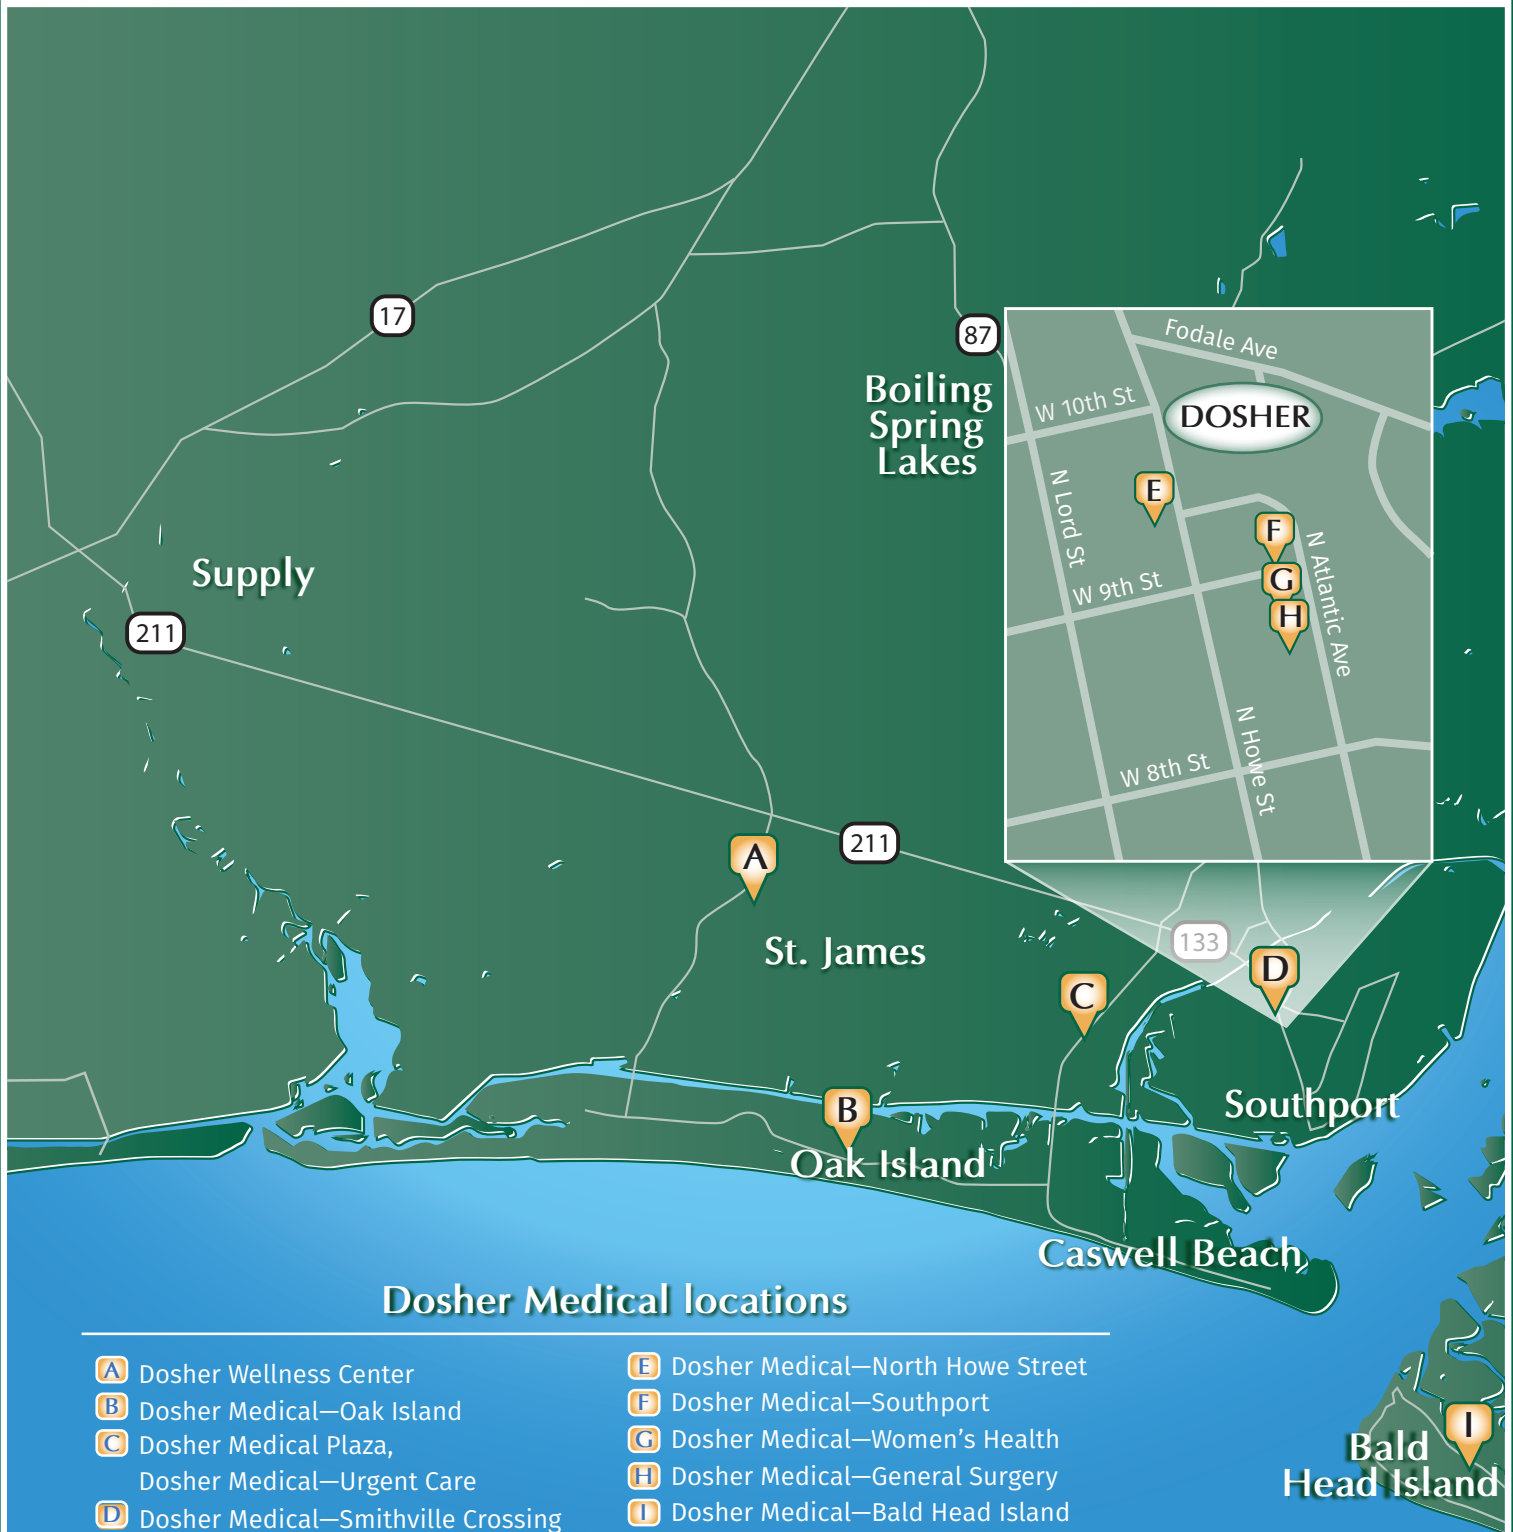 17
87
Boiling
Spring
Lakes
Fodale Ave
W 10th St
DOSHER
E
N Lord St
F
N Atlantic Ave
G
W 9th St
H
Supply
211
N Howe St
W 8th St
A
211
133
St. James
D
C
B
Southport
Oak Island
Caswell Beach
Dosher Medical locations
A Dosher Wellness Center
B Dosher Medical—Oak Island
C Dosher Medical Plaza,
Dosher Medical—Urgent Care
D Dosher Medical—Smithville Crossing
E Dosher Medical—North Howe Street
F Dosher Medical—Southport
G Dosher Medical—Women's Health
H Dosher Medical—General Surgery
I Dosher Medical—Bald Head Island
I
Bald
Head Island